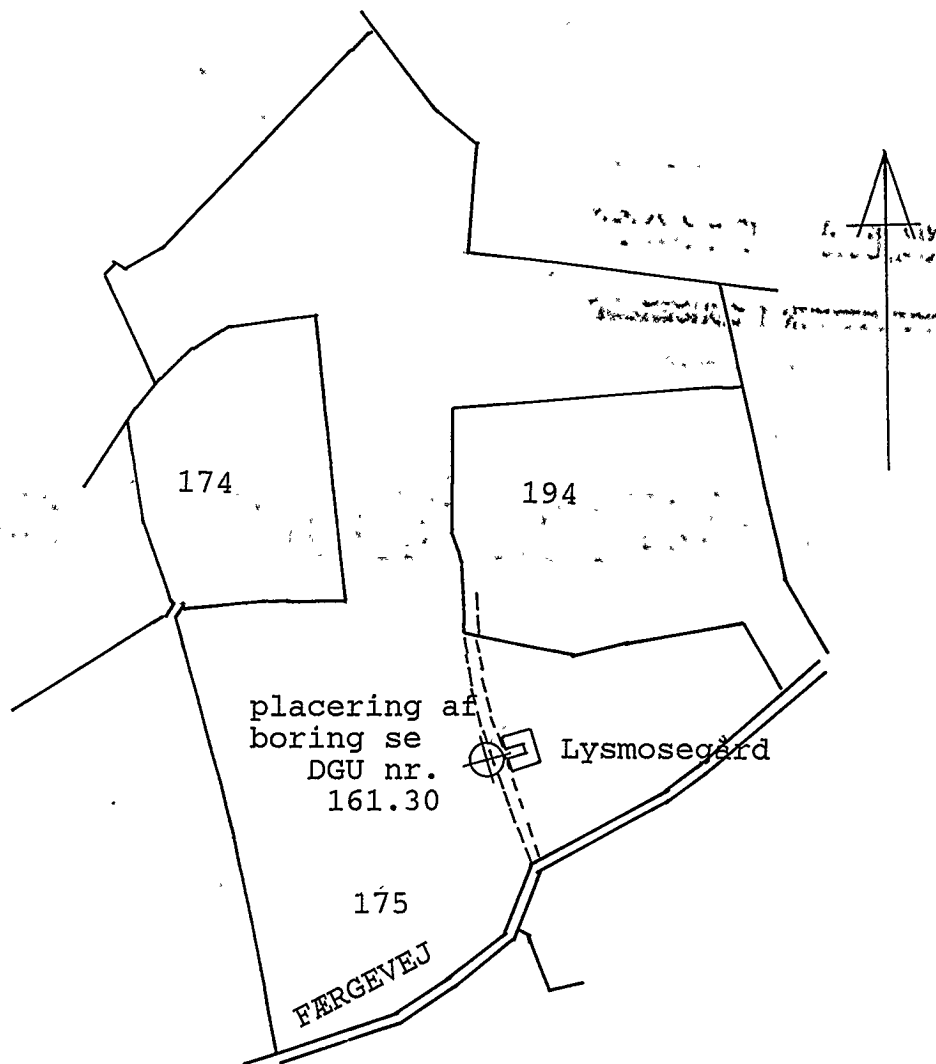 174
194
placering af
boring se
DGU nr.
161.30
Lysmosegård
175
FÆRGEVEJ